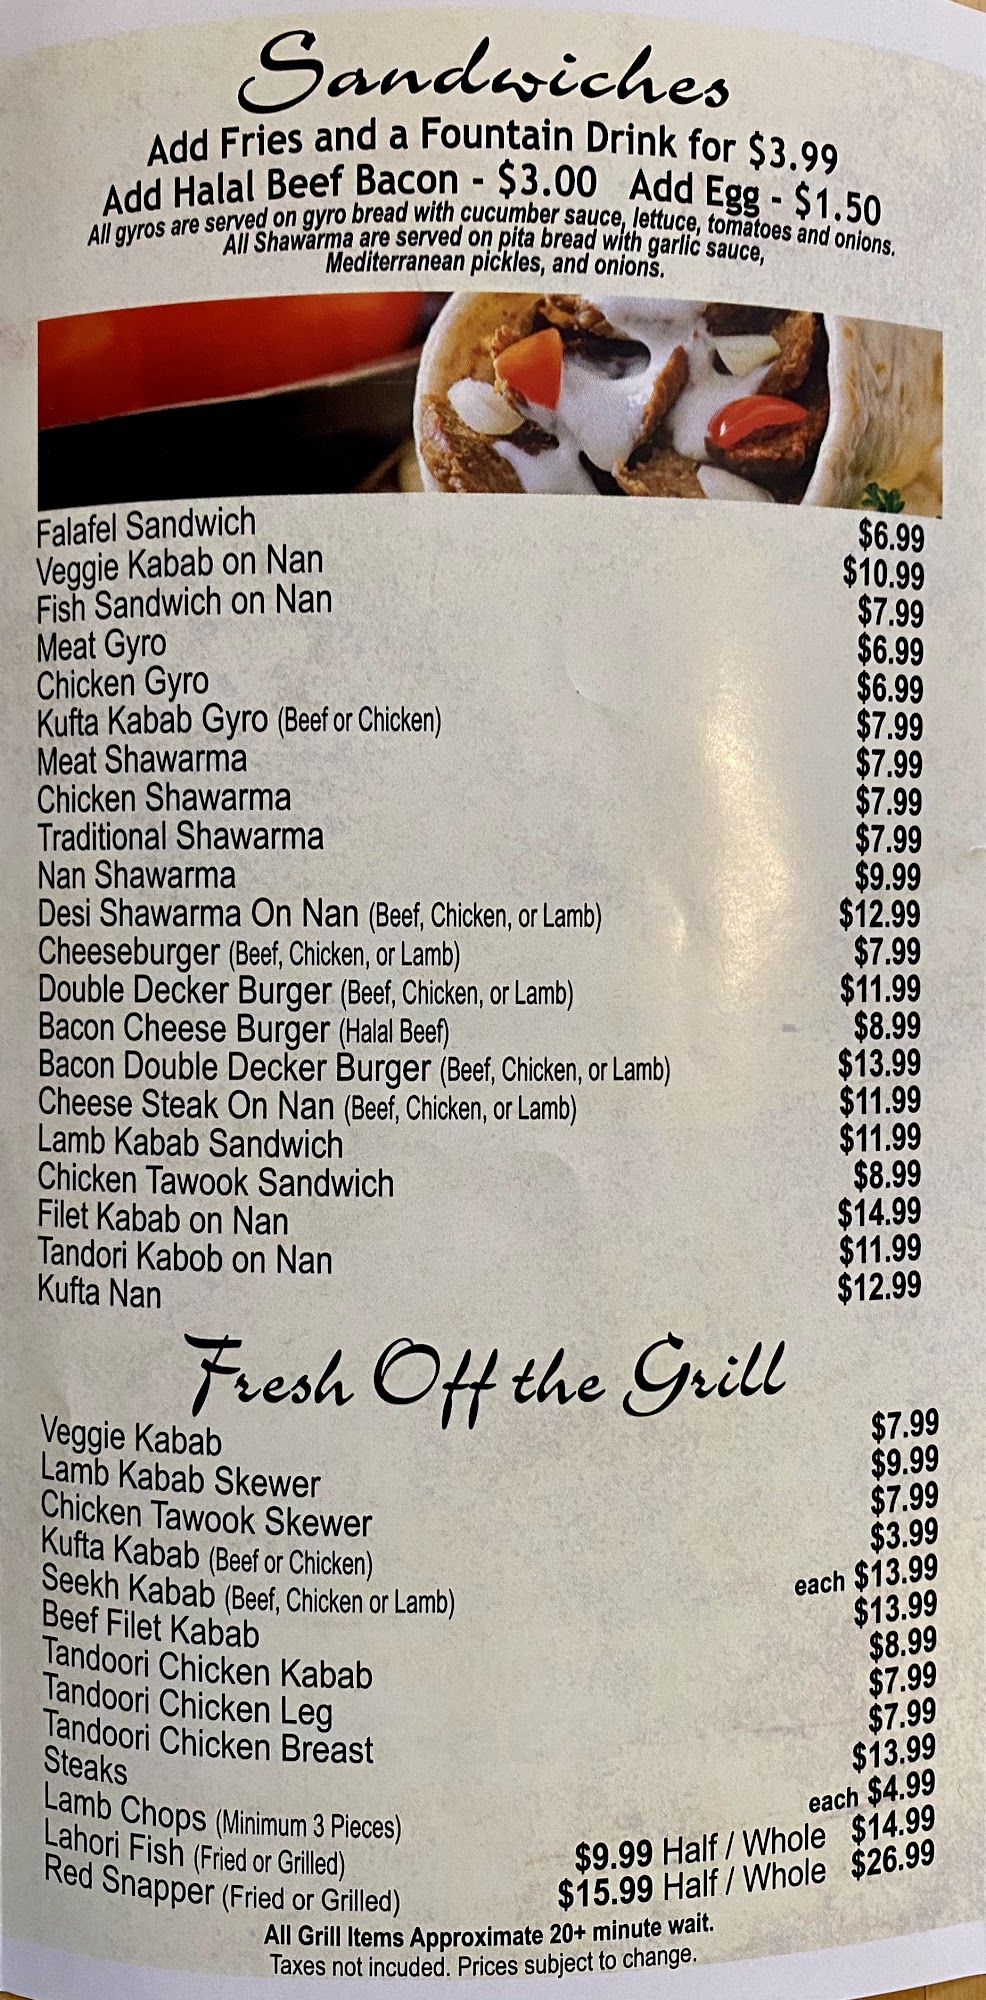 Sandwiches
Add Fries and a Fountain Drink for $3.99
Add Halal Beef Bacon - $3.00 Add Egg - $1.50
All gyros are served on gyro bread with cucumber sauce, lettuce, tomatoes and onions.
All Shawarma are served on pita bread with garlic sauce,
Mediterranean pickles, and onions.
Falafel Sandwich $6.99
Veggie Kabab on Nan $10.99
Fish Sandwich on Nan $7.99
Meat Gyro $6.99
Chicken Gyro $6.99
Kufta Kabab Gyro (Beef or Chicken) $7.99
Meat Shawarma $7.99
Chicken Shawarma $7.99
Traditional Shawarma $7.99
Nan Shawarma $9.99
Desi Shawarma On Nan (Beef, Chicken, or Lamb) $12.99
Cheeseburger (Beef, Chicken, or Lamb) $7.99
Double Decker Burger (Beef, Chicken, or Lamb) $11.99
Bacon Cheese Burger (Halal Beef) $8.99
Bacon Double Decker Burger (Beef, Chicken, or Lamb) $13.99
Cheese Steak On Nan (Beef, Chicken, or Lamb) $11.99
Lamb Kabab Sandwich $11.99
Chicken Tawook Sandwich $8.99
Filet Kabab on Nan $14.99
Tandori Kabob on Nan $11.99
Kufta Nan $12.99
Fresh Off the Grill
Veggie Kabab $7.99
Lamb Kabab Skewer $9.99
Chicken Tawook Skewer $7.99
Kufta Kabab (Beef or Chicken) $3.99
Seekh Kabab (Beef, Chicken or Lamb) each $13.99
Beef Filet Kabab $13.99
Tandoori Chicken Kabab $8.99
Tandoori Chicken Leg $7.99
Tandoori Chicken Breast $7.99
Steaks $13.99
Lamb Chops (Minimum 3 Pieces) each $4.99
Lahori Fish (Fried or Grilled) $9.99 Half / Whole $14.99
Red Snapper (Fried or Grilled) $15.99 Half / Whole $26.99
All Grill Items Approximate 20+ minute wait.
Taxes not incuded. Prices subject to change.